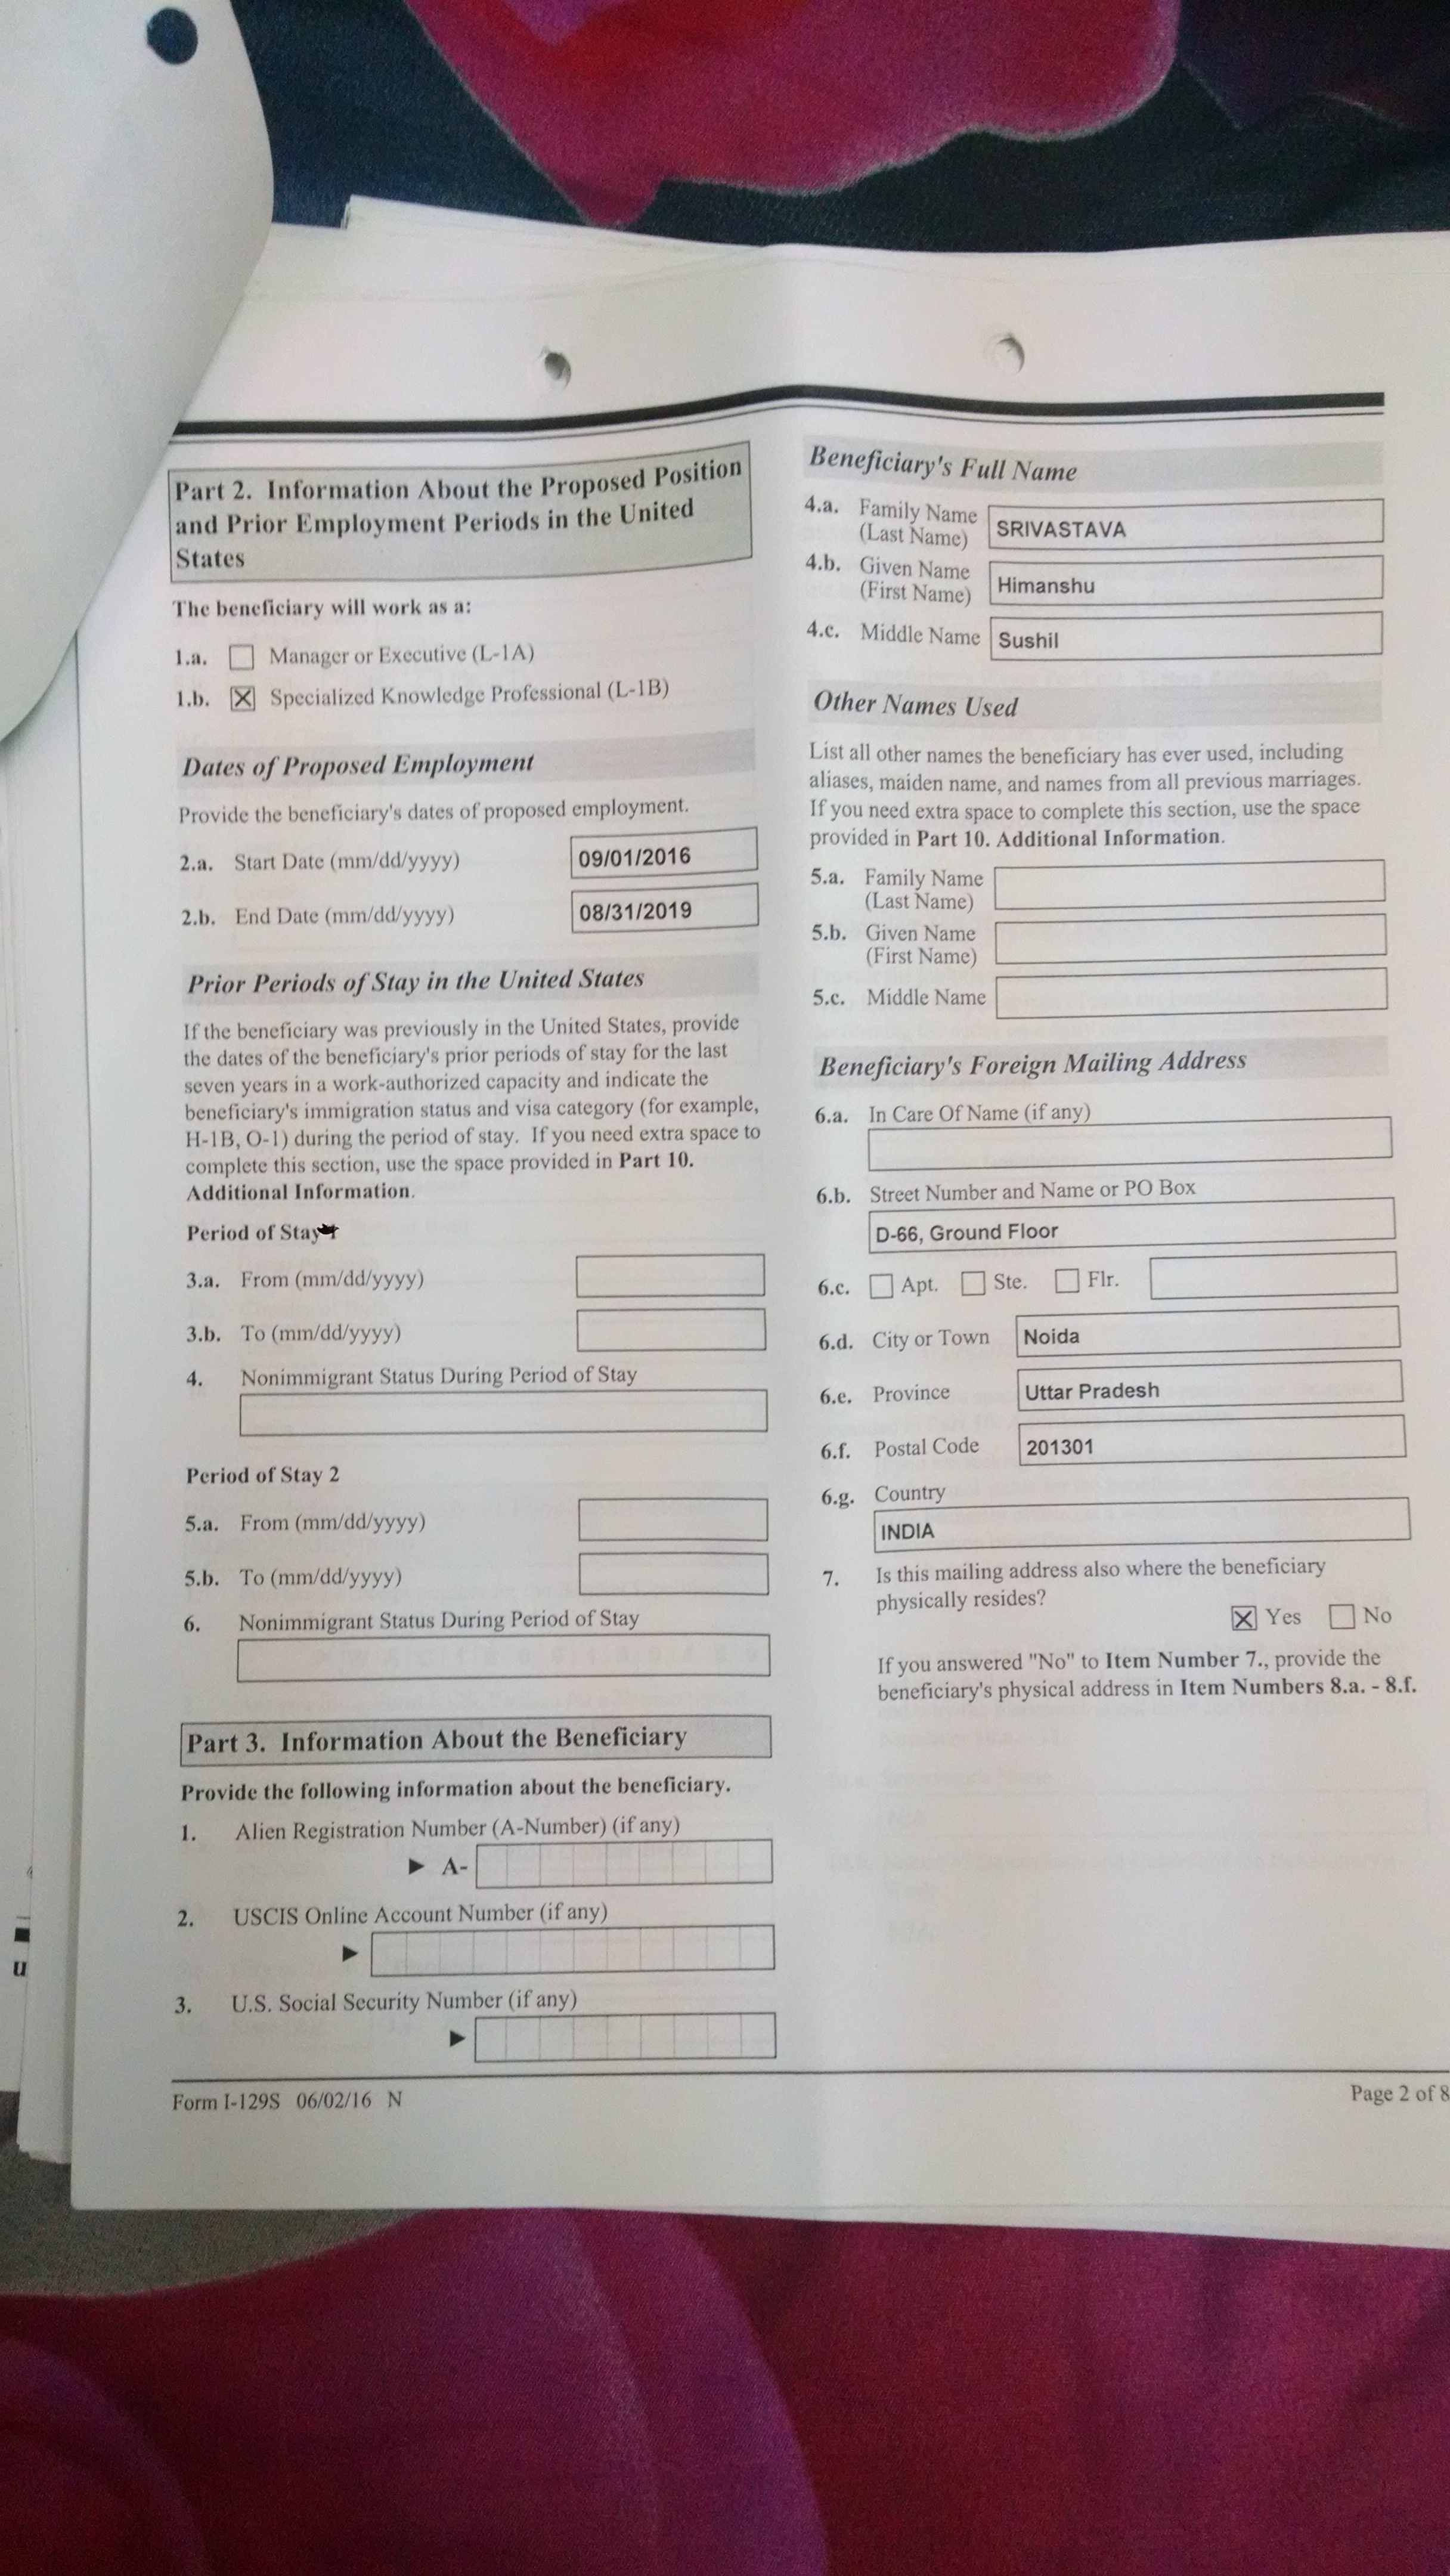 Part 2. Information About the Proposed Position
and Prior Employment Periods in the United
States
The beneficiary will work as a:
1.a. Manager or Executive (L-1A)
1.b. X Specialized Knowledge Professional (L-1B)
Dates of Proposed Employment
Provide the beneficiary's dates of proposed employment.
2.a. Start Date (mm/dd/yyyy) 09/01/2016
2.b. End Date (mm/dd/yyyy) 08/31/2019
Prior Periods of Stay in the United States
If the beneficiary was previously in the United States, provide
the dates of the beneficiary's prior periods of stay for the last
seven years in a work-authorized capacity and indicate the
beneficiary's immigration status and visa category (for example,
H-1B, O-1) during the period of stay. If you need extra space to
complete this section, use the space provided in Part 10.
Additional Information.
Period of Stay
3.a. From (mm/dd/yyyy)
3.b. To (mm/dd/yyyy)
4. Nonimmigrant Status During Period of Stay
Period of Stay 2
5.a. From (mm/dd/yyyy)
5.b. To (mm/dd/yyyy)
6. Nonimmigrant Status During Period of Stay
Part 3. Information About the Beneficiary
Provide the following information about the beneficiary.
1. Alien Registration Number (A-Number) (if any)
► A-
2. USCIS Online Account Number (if any)
►
3. U.S. Social Security Number (if any)
►
Beneficiary's Full Name
4.a. Family Name
(Last Name) SRIVASTAVA
4.b. Given Name
(First Name) Himanshu
4.c. Middle Name Sushil
Other Names Used
List all other names the beneficiary has ever used, including
aliases, maiden name, and names from all previous marriages.
If you need extra space to complete this section, use the space
provided in Part 10. Additional Information.
5.a. Family Name
(Last Name)
5.b. Given Name
(First Name)
5.c. Middle Name
Beneficiary's Foreign Mailing Address
6.a. In Care Of Name (if any)
6.b. Street Number and Name or PO Box
D-66, Ground Floor
6.c. Apt. Ste. Flr.
6.d. City or Town Noida
6.e. Province Uttar Pradesh
6.f. Postal Code 201301
6.g. Country
INDIA
7. Is this mailing address also where the beneficiary
physically resides?
X Yes No
If you answered "No" to Item Number 7., provide the
beneficiary's physical address in Item Numbers 8.a. - 8.f.
Form I-129S 06/02/16 N
Page 2 of 8